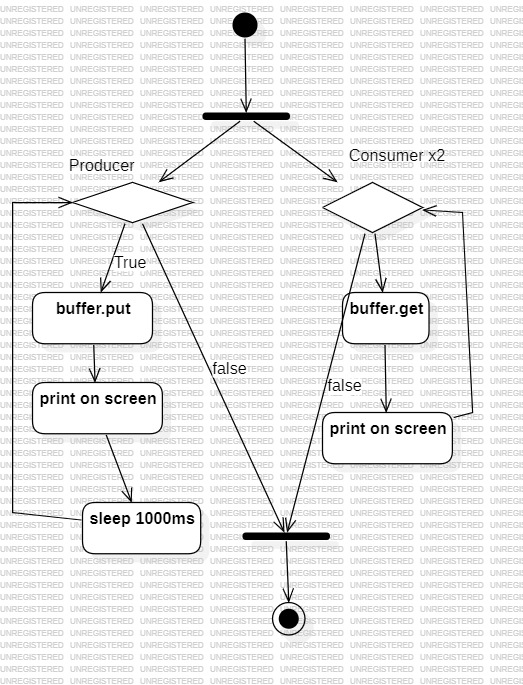 Producer
Consumer x2
True
buffer.put
buffer.get
false
print on screen
false
print on screen
sleep 1000ms
UNREGISTERED